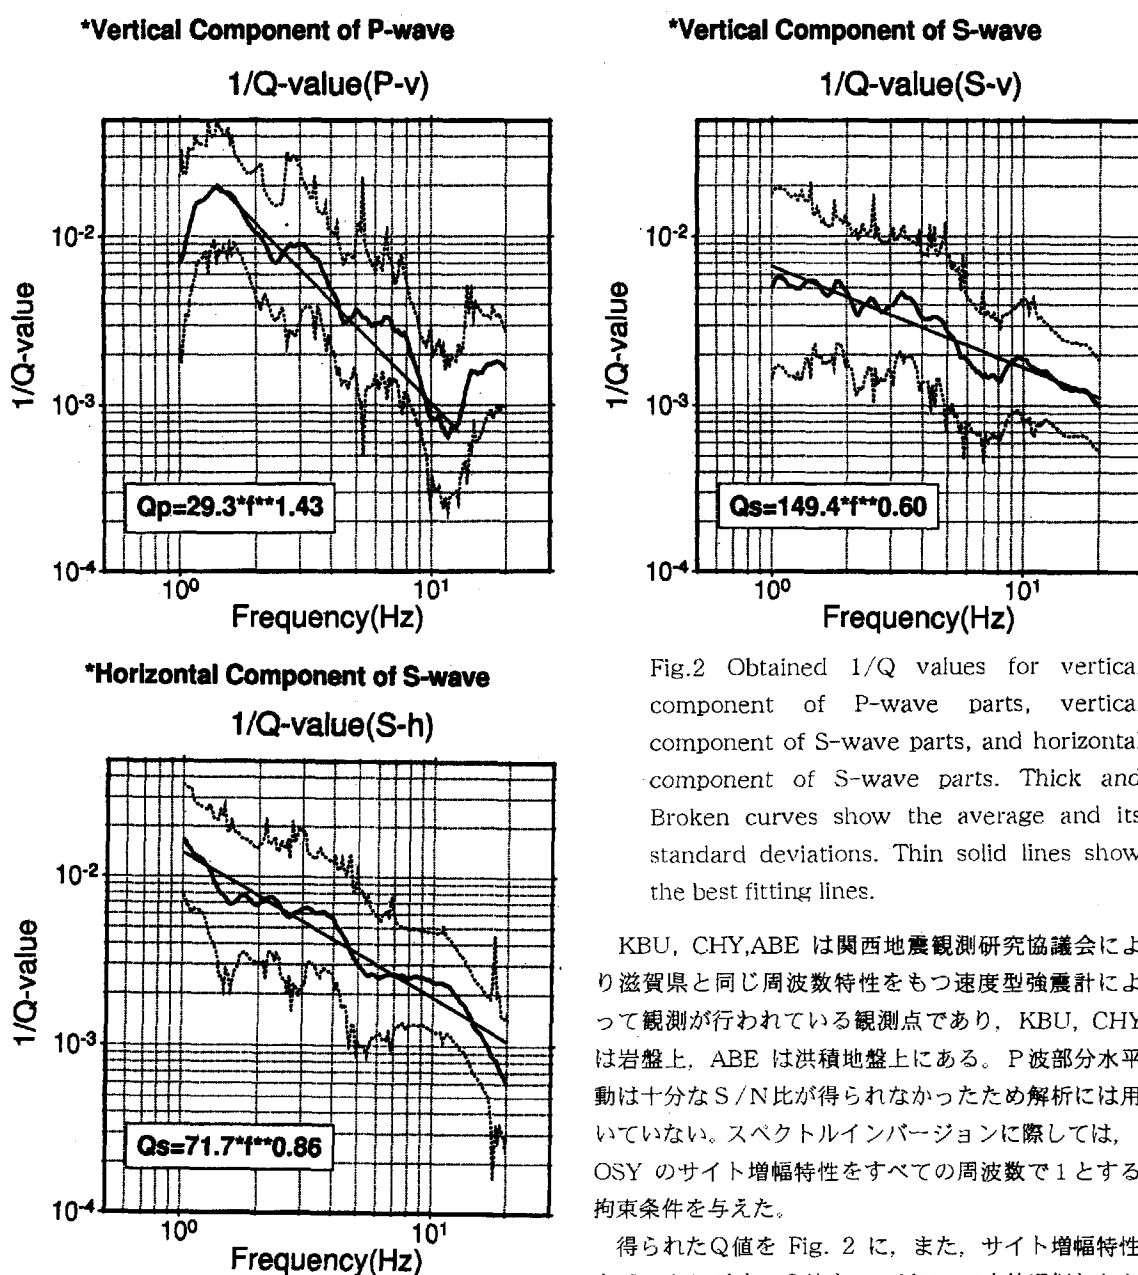 *Vertical Component of P-wave
1/Q-value(P-v)
10-2
10-3
10-4
1/Q-value
Qp=29.3*f**1.43
100
101
Frequency(Hz)
*Vertical Component of S-wave
1/Q-value(S-v)
10-2
10-3
10-4
1/Q-value
Qs=149.4*f**0.60
100
101
Frequency(Hz)
*Horizontal Component of S-wave
1/Q-value(S-h)
10-2
10-3
10-4
1/Q-value
Qs=71.7*f**0.86
100
101
Frequency(Hz)
Fig.2 Obtained 1/Q values for vertical
component of P-wave parts, vertical
component of S-wave parts, and horizontal
component of S-wave parts. Thick and
Broken curves show the average and its
standard deviations. Thin solid lines show
the best fitting lines.
KBU, CHY,ABE は関西地震観測研究協議会によ
り滋賀県と同じ周波数特性をもつ速度型強震計によ
って観測が行われている観測点であり，KBU, CHY
は岩盤上，ABE は洪積地盤上にある。P波部分水平
動は十分なS/N比が得られなかったため解析には用
いていない。スペクトルインバージョンに際しては，
OSY のサイト増幅特性をすべての周波数で1とする
拘束条件を与えた。
得られたQ値を Fig. 2 に，また，サイト増幅特性